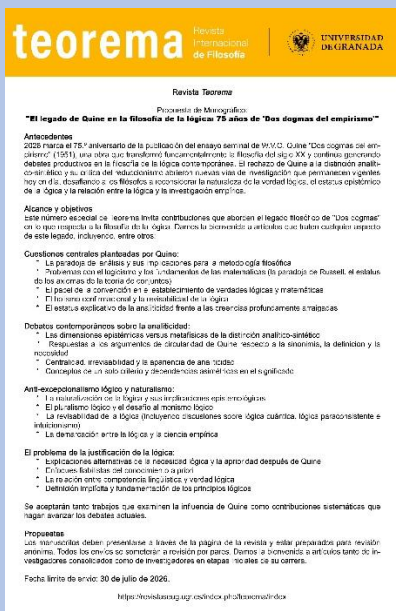 teorema
Revista
Internacional
de Filosofía
UNIVERSIDAD
DE GRANADA
Revista Teorema
Propuesta de Monográfico:
"El legado de Quine en la filosofía de la lógica: 75 años de 'Dos dogmas del empirismo'"
Antecedentes
2026 marca el 75.º aniversario de la publicación del ensayo seminal de W.V.O. Quine "Dos dogmas del em-
pirismo" (1951), una obra que transformó fundamentalmente la filosofía del siglo XX y continúa generando
debates productivos en la filosofía de la lógica contemporánea. El rechazo de Quine a la distinción analíti-
co-sintético y su crítica del reduccionismo abrieron nuevas vías de investigación que permanecen vigentes
hoy en día, desafiando a los filósofos a reconsiderar la naturaleza de la verdad lógica, el estatus epistémico
de la lógica y la relación entre la lógica y la investigación empírica.
Alcance y objetivos
Este número especial de Teorema invita contribuciones que aborden el legado filosófico de "Dos dogmas"
en lo que respecta a la filosofía de la lógica. Damos la bienvenida a artículos que traten cualquier aspecto
de este legado, incluyendo, entre otros:
Cuestiones centrales planteadas por Quine:
* La paradoja del análisis y sus implicaciones para la metodología filosófica
* Problemas con el logicismo y los fundamentos de las matemáticas (la paradoja de Russell, el estatus
de los axiomas de la teoría de conjuntos)
* El papel de la convención en el establecimiento de verdades lógicas y matemáticas
* El holismo confirmacional y la revisabilidad de la lógica
* El estatus explicativo de la analiticidad frente a las creencias profundamente arraigadas
Debates contemporáneos sobre la analiticidad:
* Las dimensiones epistémicas versus metafísicas de la distinción analítico-sintético
* Respuestas a los argumentos de circularidad de Quine respecto a la sinonimia, la definición y la
necesidad
* Centralidad, irrevisabilidad y la apariencia de analiticidad
* Conceptos de un solo criterio y dependencias asimétricas en el significado
Anti-excepcionalismo lógico y naturalismo:
* La naturalización de la lógica y sus implicaciones epistemológicas
* El pluralismo lógico y el desafío al monismo lógico
* La revisabilidad de la lógica (incluyendo discusiones sobre lógica cuántica, lógica paraconsistente e
intuicionismo)
* La demarcación entre la lógica y la ciencia empírica
El problema de la justificación de la lógica:
* Explicaciones alternativas de la necesidad lógica y la aprioridad después de Quine
* Enfoques fiabilistas del conocimiento a priori
* La relación entre competencia lingüística y verdad lógica
* Definición implícita y fundamentación de los principios lógicos
Se aceptarán tanto trabajos que examinen la influencia de Quine como contribuciones sistemáticas que
hagan avanzar los debates actuales.
Propuestas
Los manuscritos deben presentarse a través de la página de la revista y estar preparados para revisión
anónima. Todos los envíos se someterán a revisión por pares. Damos la bienvenida a artículos tanto de in-
vestigadores consolidados como de investigadores en etapas iniciales de su carrera.
Fecha límite de envío: 30 de julio de 2026.
https://revistaseug.ugr.es/index.php/teorema/index